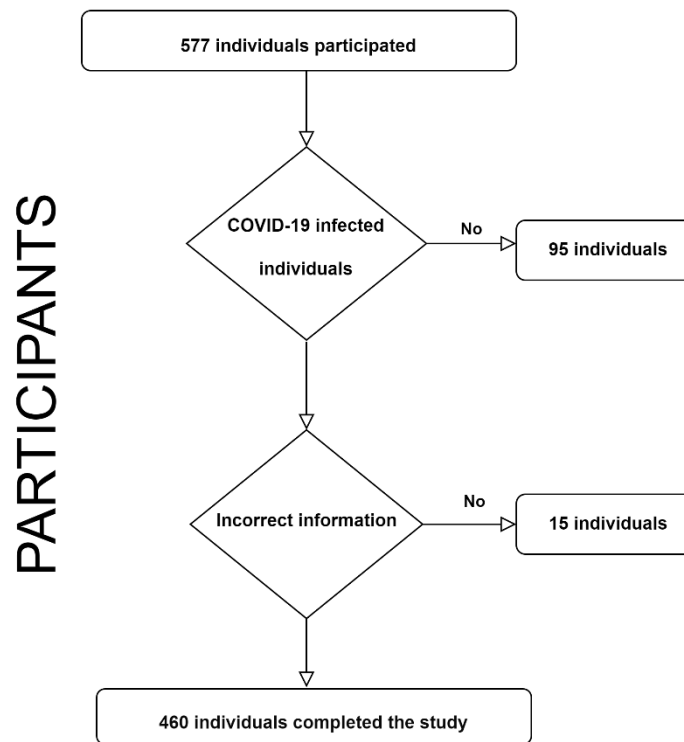 PARTICIPANTS
577 individuals participated
COVID-19 infected
individuals
No
95 individuals
Incorrect information
No
15 individuals
460 individuals completed the study